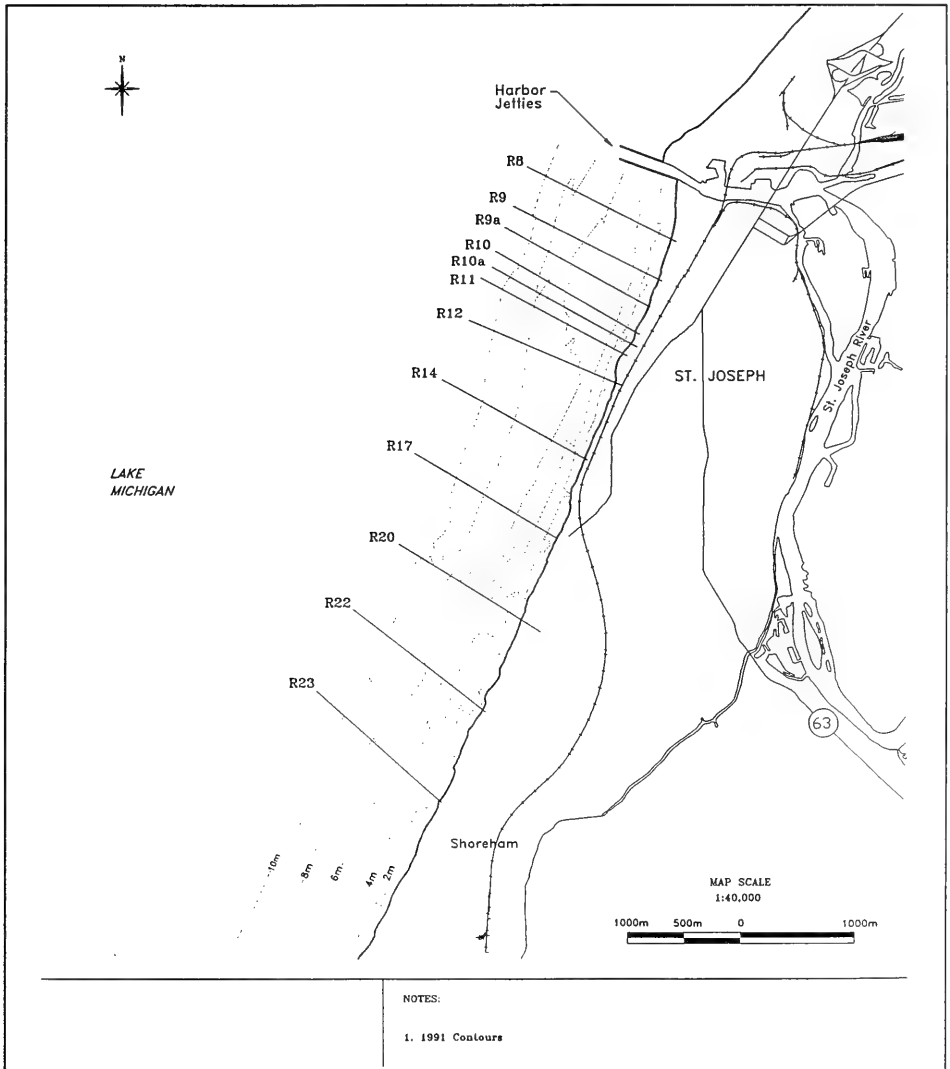 N
Harbor
Jetties
R8
R9
R9a
R10
R10a
R11
R12
R14
R17
R20
R22
R23
ST. JOSEPH
St. Joseph River
LAKE
MICHIGAN
63
Shoreham
10m
8m
6m
4m
2m
MAP SCALE
1:40,000
1000m 500m 0 1000m
NOTES:
1. 1991 Contours